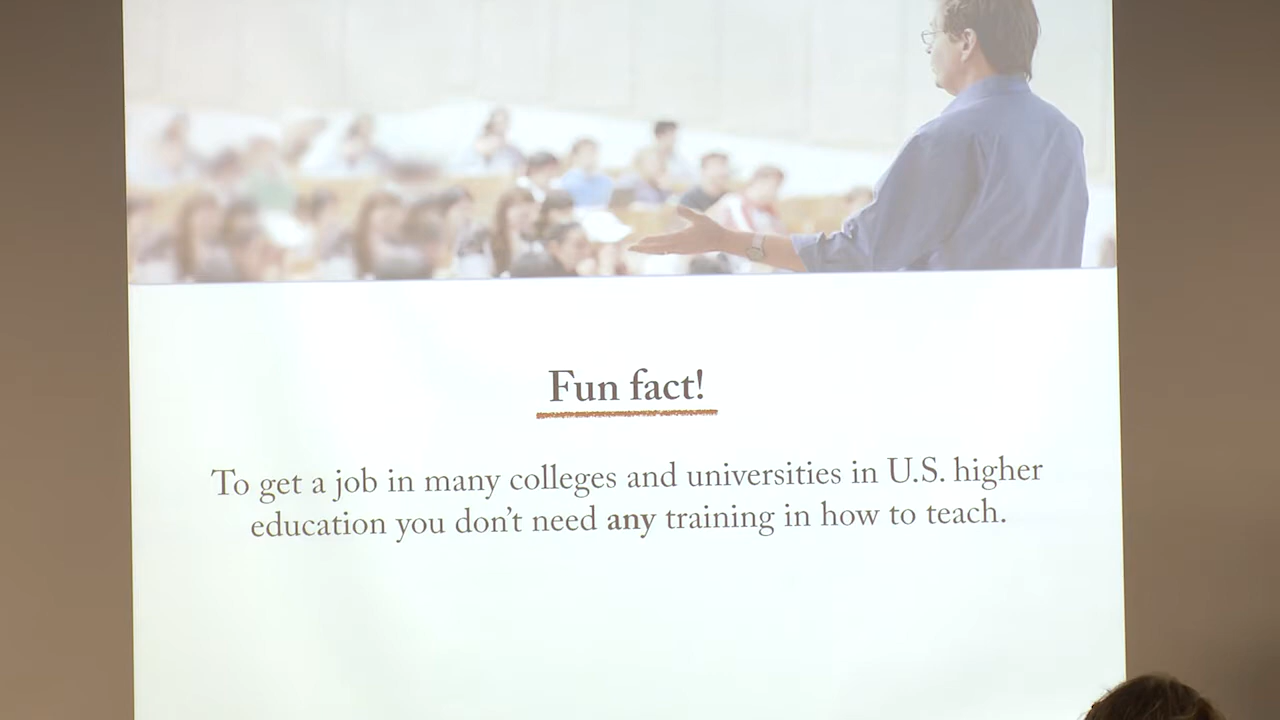 Fun fact!
To get a job in many colleges and universities in U.S. higher
education you don't need any training in how to teach.